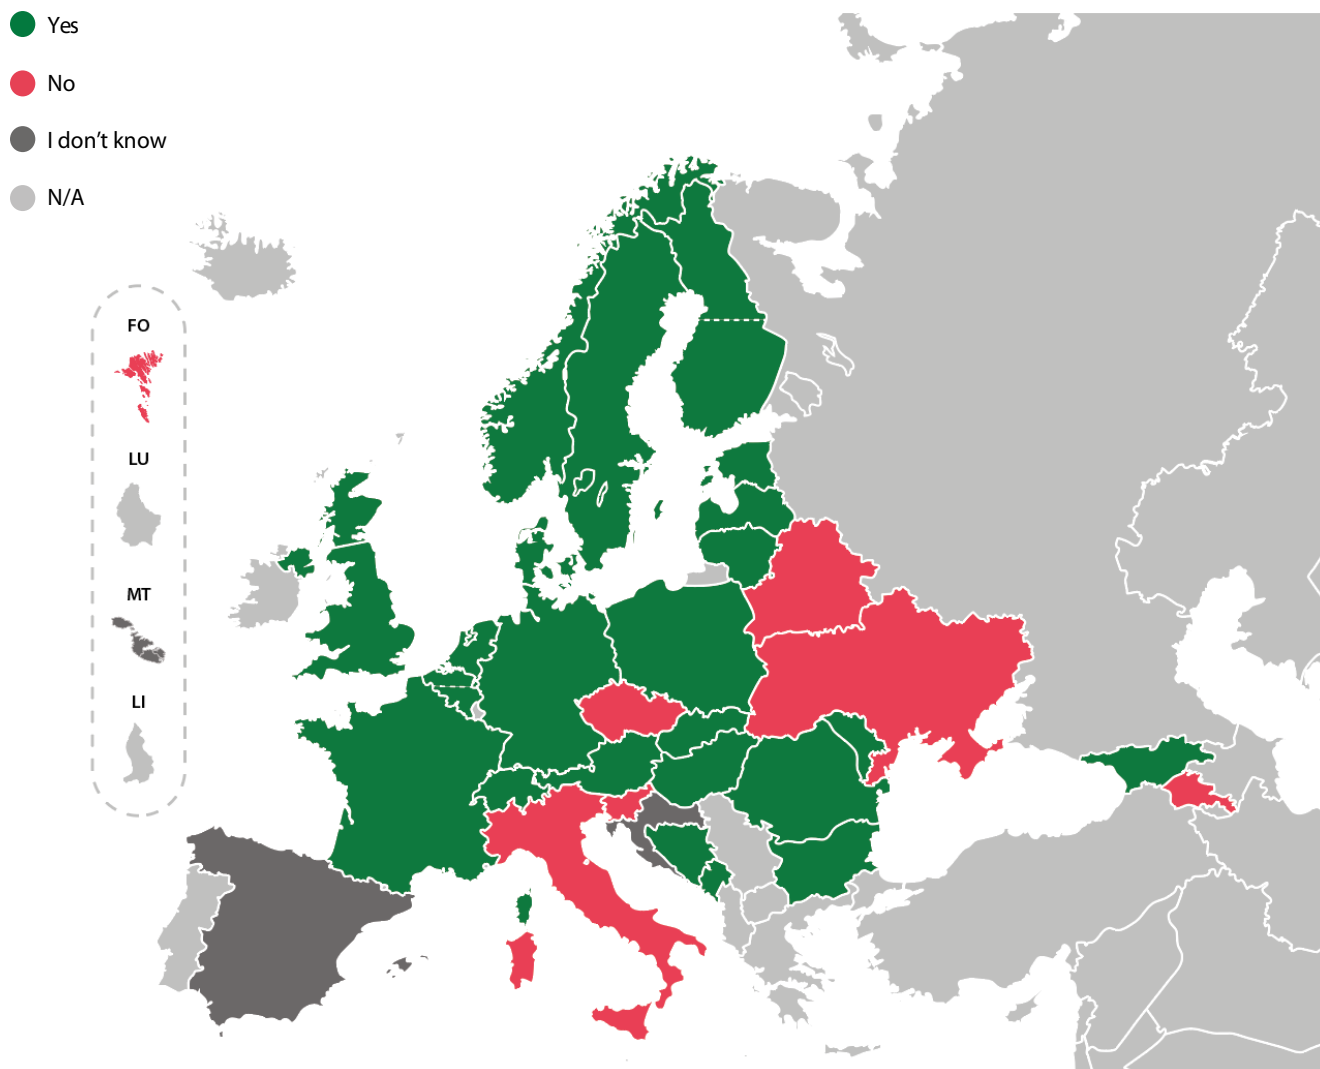 Yes
No
I don’t know
N/A
FO
LU
MT
LI